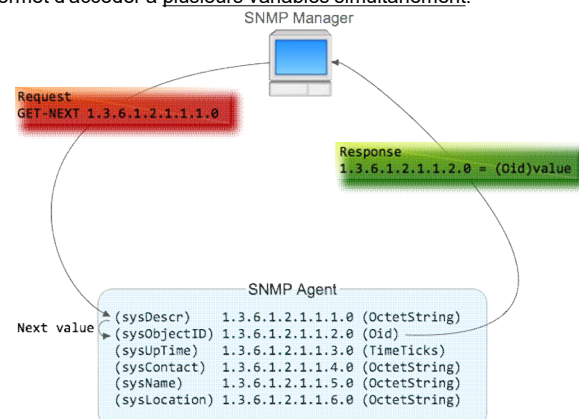 ermet d'accéder à plusieurs variables simultanément.
SNMP Manager
Request
GET-NEXT 1.3.6.1.2.1.1.1.0
Response
1.3.6.1.2.1.1.2.0 = (Oid)value
SNMP Agent
Next value
(sysDescr) 1.3.6.1.2.1.1.1.0 (OctetString)
(sysObjectID) 1.3.6.1.2.1.1.2.0 (Oid)
(sysUpTime) 1.3.6.1.2.1.1.3.0 (TimeTicks)
(sysContact) 1.3.6.1.2.1.1.4.0 (OctetString)
(sysName) 1.3.6.1.2.1.1.5.0 (OctetString)
(sysLocation) 1.3.6.1.2.1.1.6.0 (OctetString)